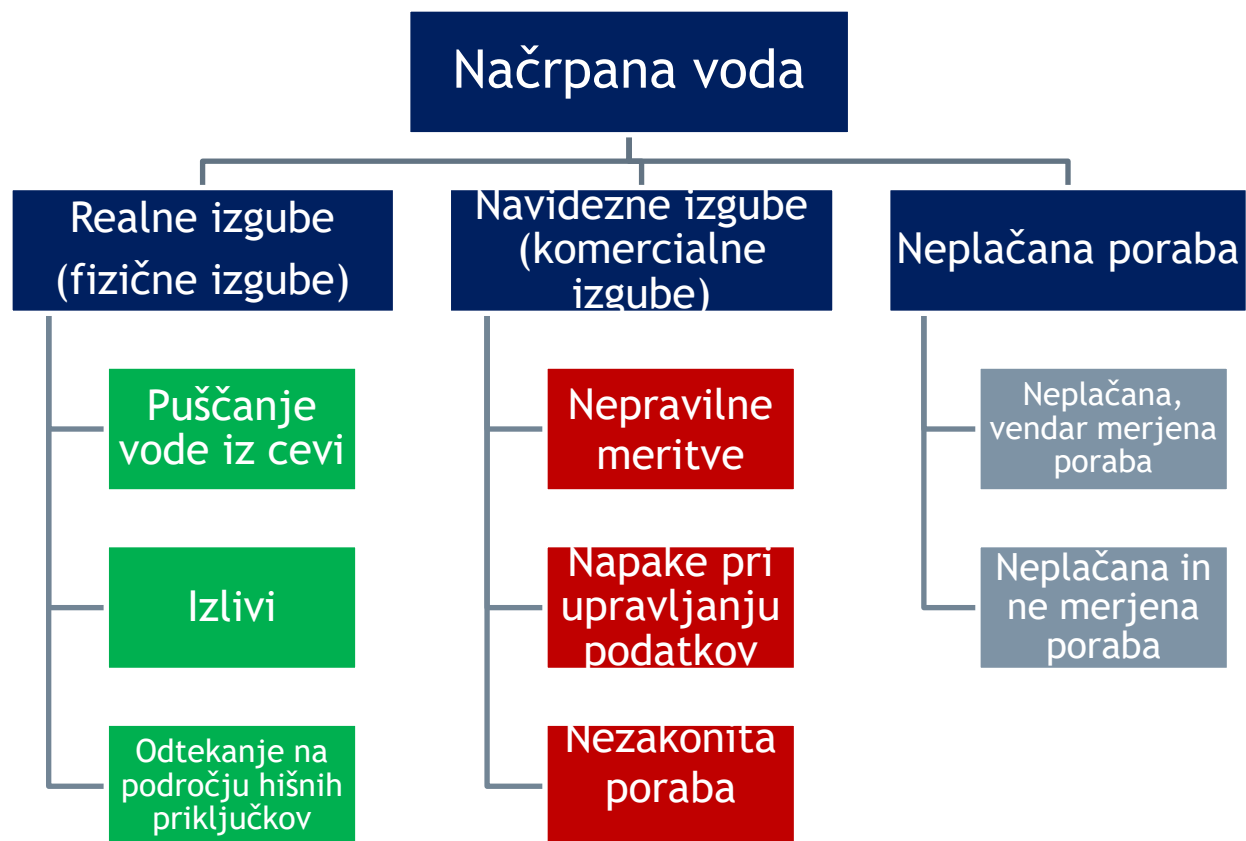 Načrpana voda
Realne izgube
(fizične izgube)
Navidezne izgube
(komercialne
izgube)
Neplačana poraba
Puščanje
vode iz cevi
Izlivi
Odtekanje na
področju hišnih
priključkov
Nepravilne
meritve
Napake pri
upravljanju
podatkov
Nezakonita
poraba
Neplačana,
vendar merjena
poraba
Neplačana in
ne merjena
poraba